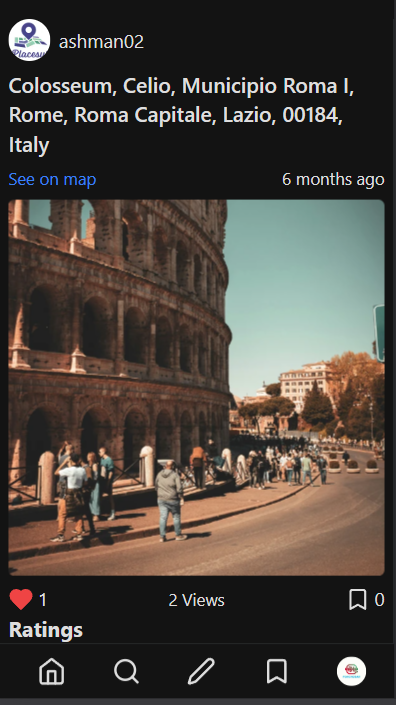 Placesu
ashman02
Colosseum, Celio, Municipio Roma I,
Rome, Roma Capitale, Lazio, 00184,
Italy
See on map 6 months ago
1 2 Views 0
Ratings